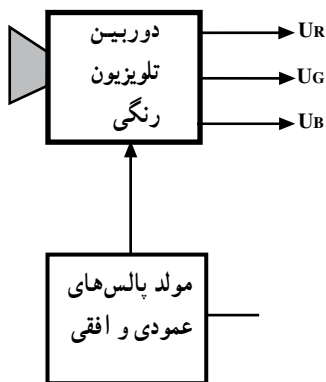 دوربین
تلویزیون
رنگی
UR
UG
UB
مولد پالس‌های
عمودی و افقی